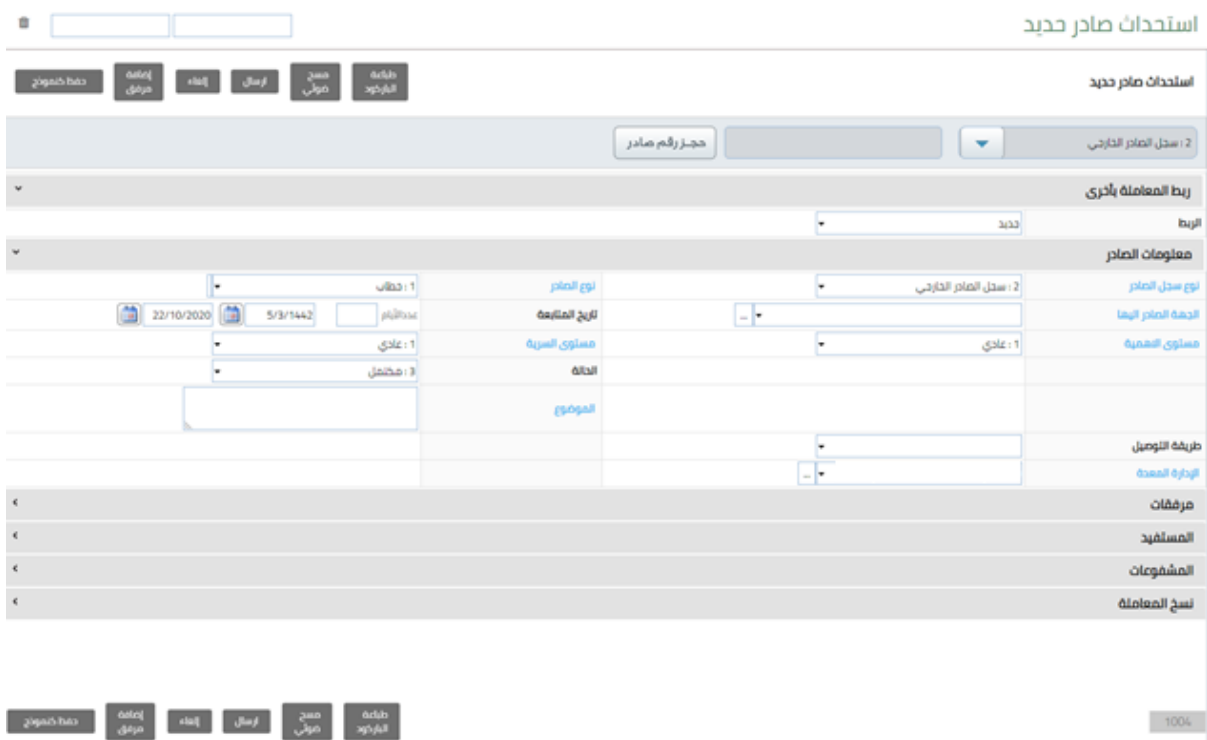 استحداث صادر جديد
استحداث صادر جديد
طباعة الباركود
مسح ضوئي
ارسال
إلغاء
إضافة مرفق
حفظ كنموذج
2 : سجل الصادر الخارجي
حجـز رقم صادر
ربط المعاملة بأخرى
الربط
جديد
معلومات الصادر
نوع سجل الصادر
2 : سجل الصادر الخارجي
نوع الصادر
1 : خطاب
الجهة الصادر اليها
...
تاريخ المتابعة
عددالأيام
5/3/1442
22/10/2020
مستوى الاهمية
1 : عادي
مستوى السرية
1 : عادي
الحالة
3 : مكتمل
الموضوع
طريقة التوصيل
الإدارة المعدة
...
مرفقات
المستفيد
المشفوعات
نسخ المعاملة
طباعة الباركود
مسح ضوئي
ارسال
إلغاء
إضافة مرفق
حفظ كنموذج
1004